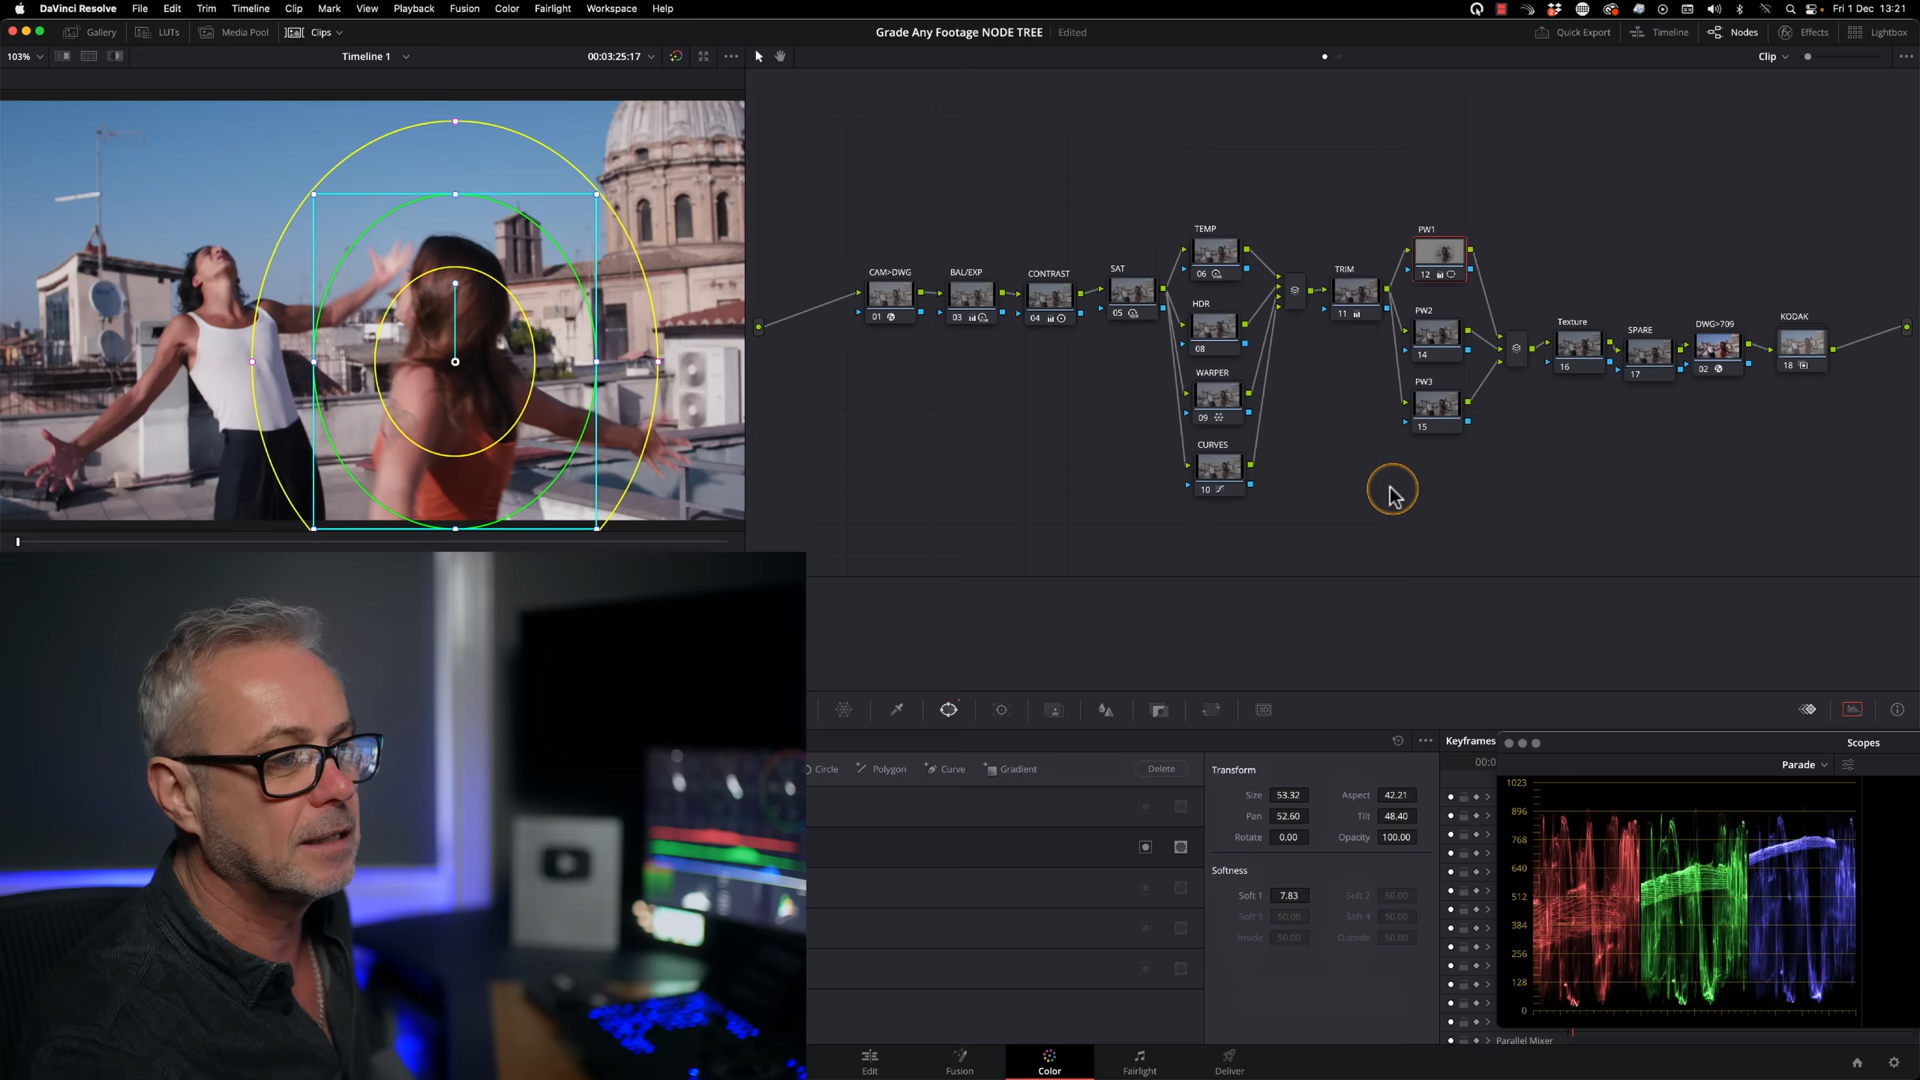 DaVinci Resolve File Edit Trim Timeline Clip Mark View Playback Fusion Color Fairlight Workspace Help Fri 1 Dec 13:21
Gallery LUTs Media Pool Clips Grade Any Footage NODE TREE Edited Quick Export Timeline Nodes Effects Lightbox
103% Timeline 1 00:03:25:17 Clip
TEMP
06
PW1
12
CAM>DWG
01
BAL/EXP
03
CONTRAST
04
SAT
05
TRIM
11
HDR
08
PW2
14
WARPER
09
PW3
15
CURVES
10
Texture
16
SPARE
17
DWG>709
02
KODAK
18
3D
Circle Polygon Curve Gradient Delete
Transform
Size 53.32 Aspect 42.21
Pan 52.60 Tilt 48.40
Rotate 0.00 Opacity 100.00
Softness
Soft 1 7.83 Soft 2 50.00
Soft 3 50.00 Soft 4 50.00
Inside 50.00 Outside 50.00
Keyframes
00:0
Scopes
Parade
1023
896
768
640
512
384
256
128
0
Parallel Mixer
Edit Fusion Color Fairlight Deliver